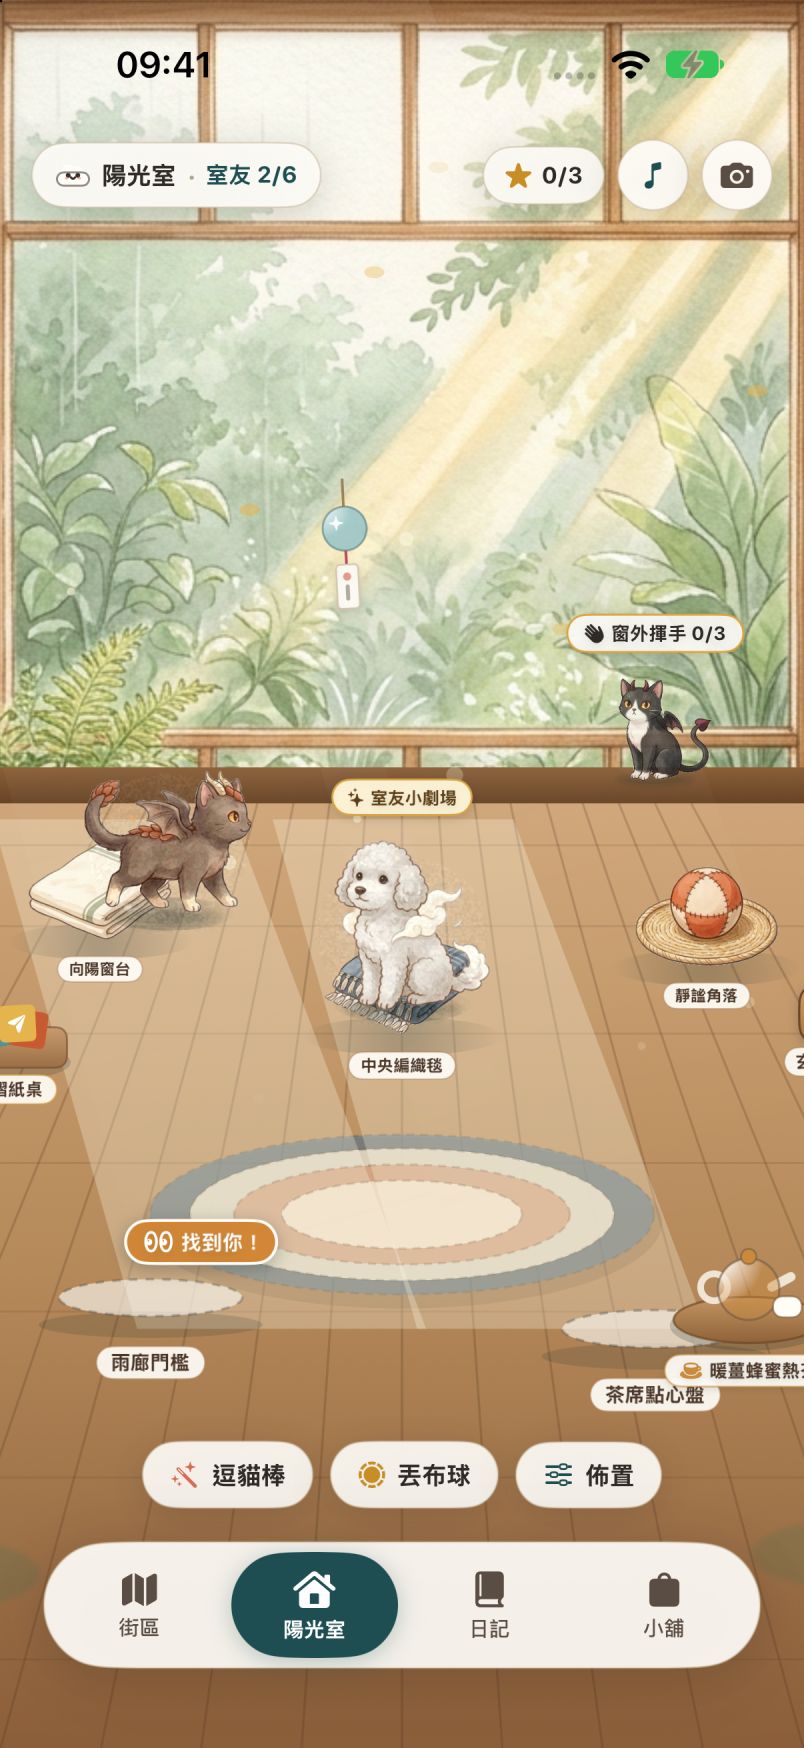 09:41
陽光室 · 室友 2/6
0/3
窗外揮手 0/3
室友小劇場
向陽窗台
靜謐角落
中央編織毯
摺紙桌
找到你！
雨廊門檻
暖薑蜂蜜熱
茶席點心盤
逗貓棒
丟布球
佈置
街區
陽光室
日記
小舖